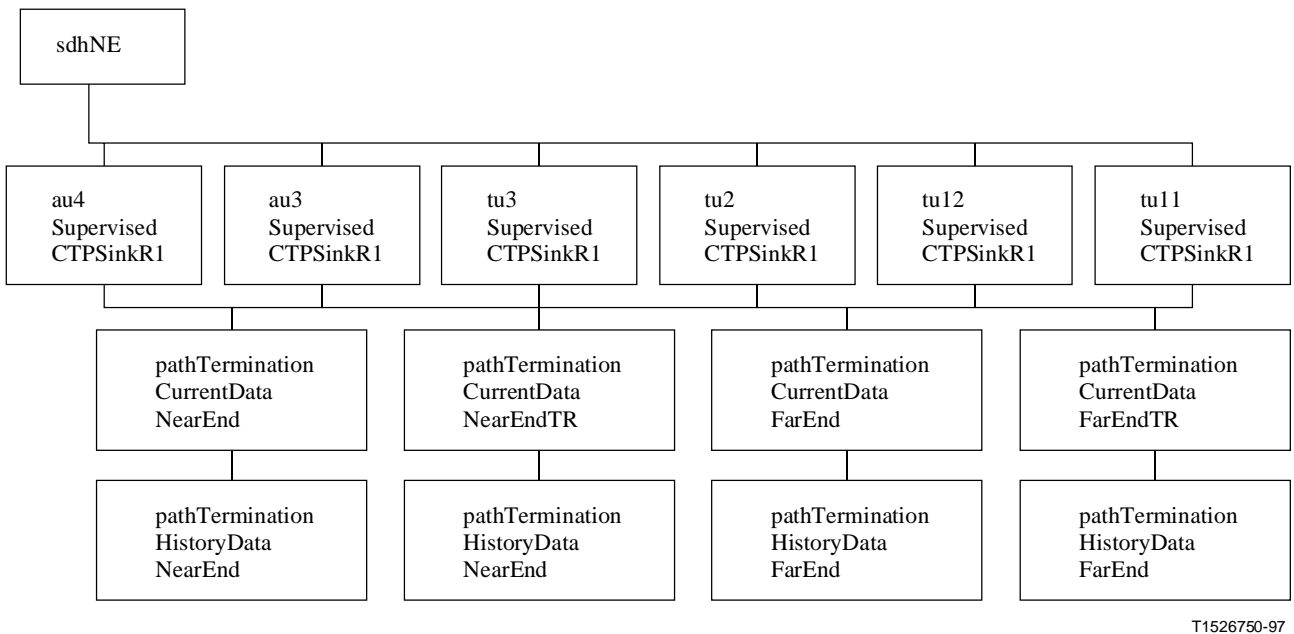 sdhNE
au4
Supervised
CTPSinkR1
au3
Supervised
CTPSinkR1
tu3
Supervised
CTPSinkR1
tu2
Supervised
CTPSinkR1
tu12
Supervised
CTPSinkR1
tu11
Supervised
CTPSinkR1
pathTermination
CurrentData
NearEnd
pathTermination
CurrentData
NearEndTR
pathTermination
CurrentData
FarEnd
pathTermination
CurrentData
FarEndTR
pathTermination
HistoryData
NearEnd
pathTermination
HistoryData
NearEnd
pathTermination
HistoryData
FarEnd
pathTermination
HistoryData
FarEnd
T1526750-97